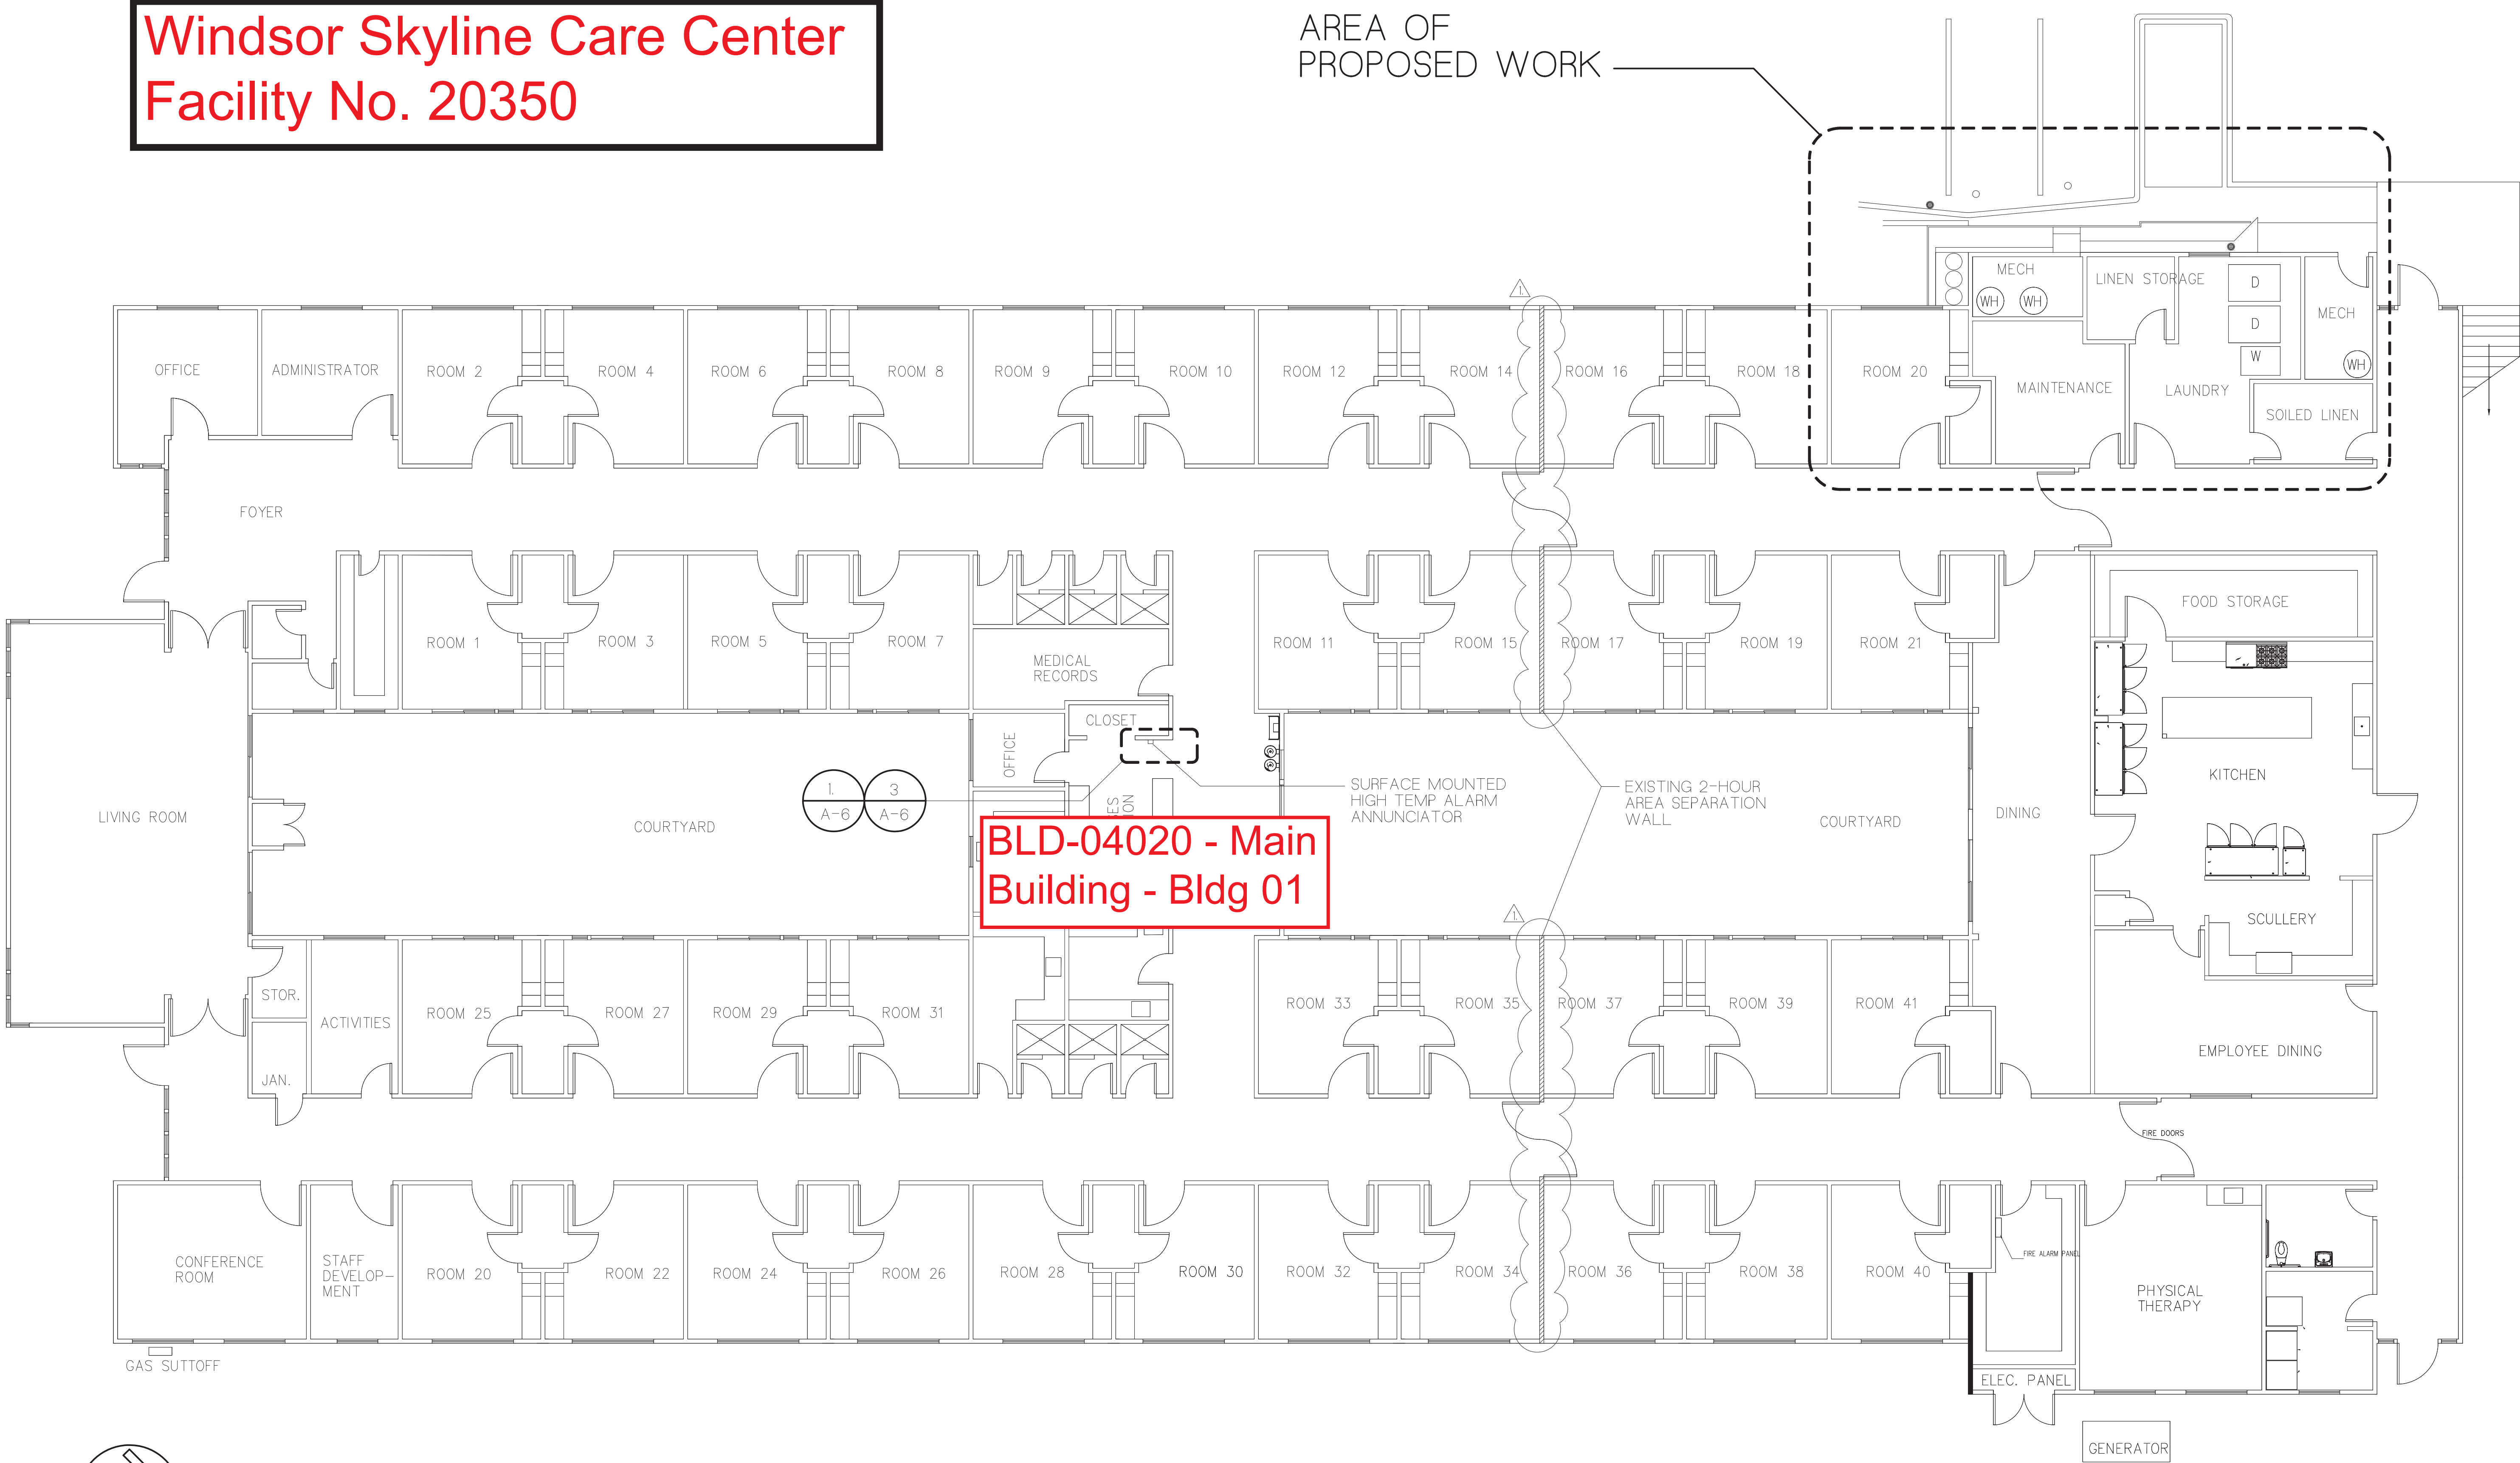 Windsor Skyline Care Center
Facility No. 20350
AREA OF
PROPOSED WORK
MECH
WH
WH
LINEN STORAGE
D
D
W
MECH
WH
MAINTENANCE
LAUNDRY
SOILED LINEN
1.
OFFICE
ADMINISTRATOR
ROOM 2
ROOM 4
ROOM 6
ROOM 8
ROOM 9
ROOM 10
ROOM 12
ROOM 14
ROOM 16
ROOM 18
ROOM 20
FOYER
ROOM 1
ROOM 3
ROOM 5
ROOM 7
MEDICAL
RECORDS
ROOM 11
ROOM 15
ROOM 17
ROOM 19
ROOM 21
FOOD STORAGE
CLOSET
OFFICE
LIVING ROOM
COURTYARD
1.
A-6
3
A-6
SURFACE MOUNTED
HIGH TEMP ALARM
ANNUNCIATOR
EXISTING 2-HOUR
AREA SEPARATION
WALL
COURTYARD
DINING
KITCHEN
SCULLERY
BLD-04020 - Main
Building - Bldg 01
1.
STOR.
ACTIVITIES
JAN.
ROOM 25
ROOM 27
ROOM 29
ROOM 31
ROOM 33
ROOM 35
ROOM 37
ROOM 39
ROOM 41
EMPLOYEE DINING
FIRE DOORS
CONFERENCE
ROOM
STAFF
DEVELOP-
MENT
ROOM 20
ROOM 22
ROOM 24
ROOM 26
ROOM 28
ROOM 30
ROOM 32
ROOM 34
ROOM 36
ROOM 38
ROOM 40
FIRE ALARM PANEL
PHYSICAL
THERAPY
GAS SUTTOFF
ELEC. PANEL
GENERATOR